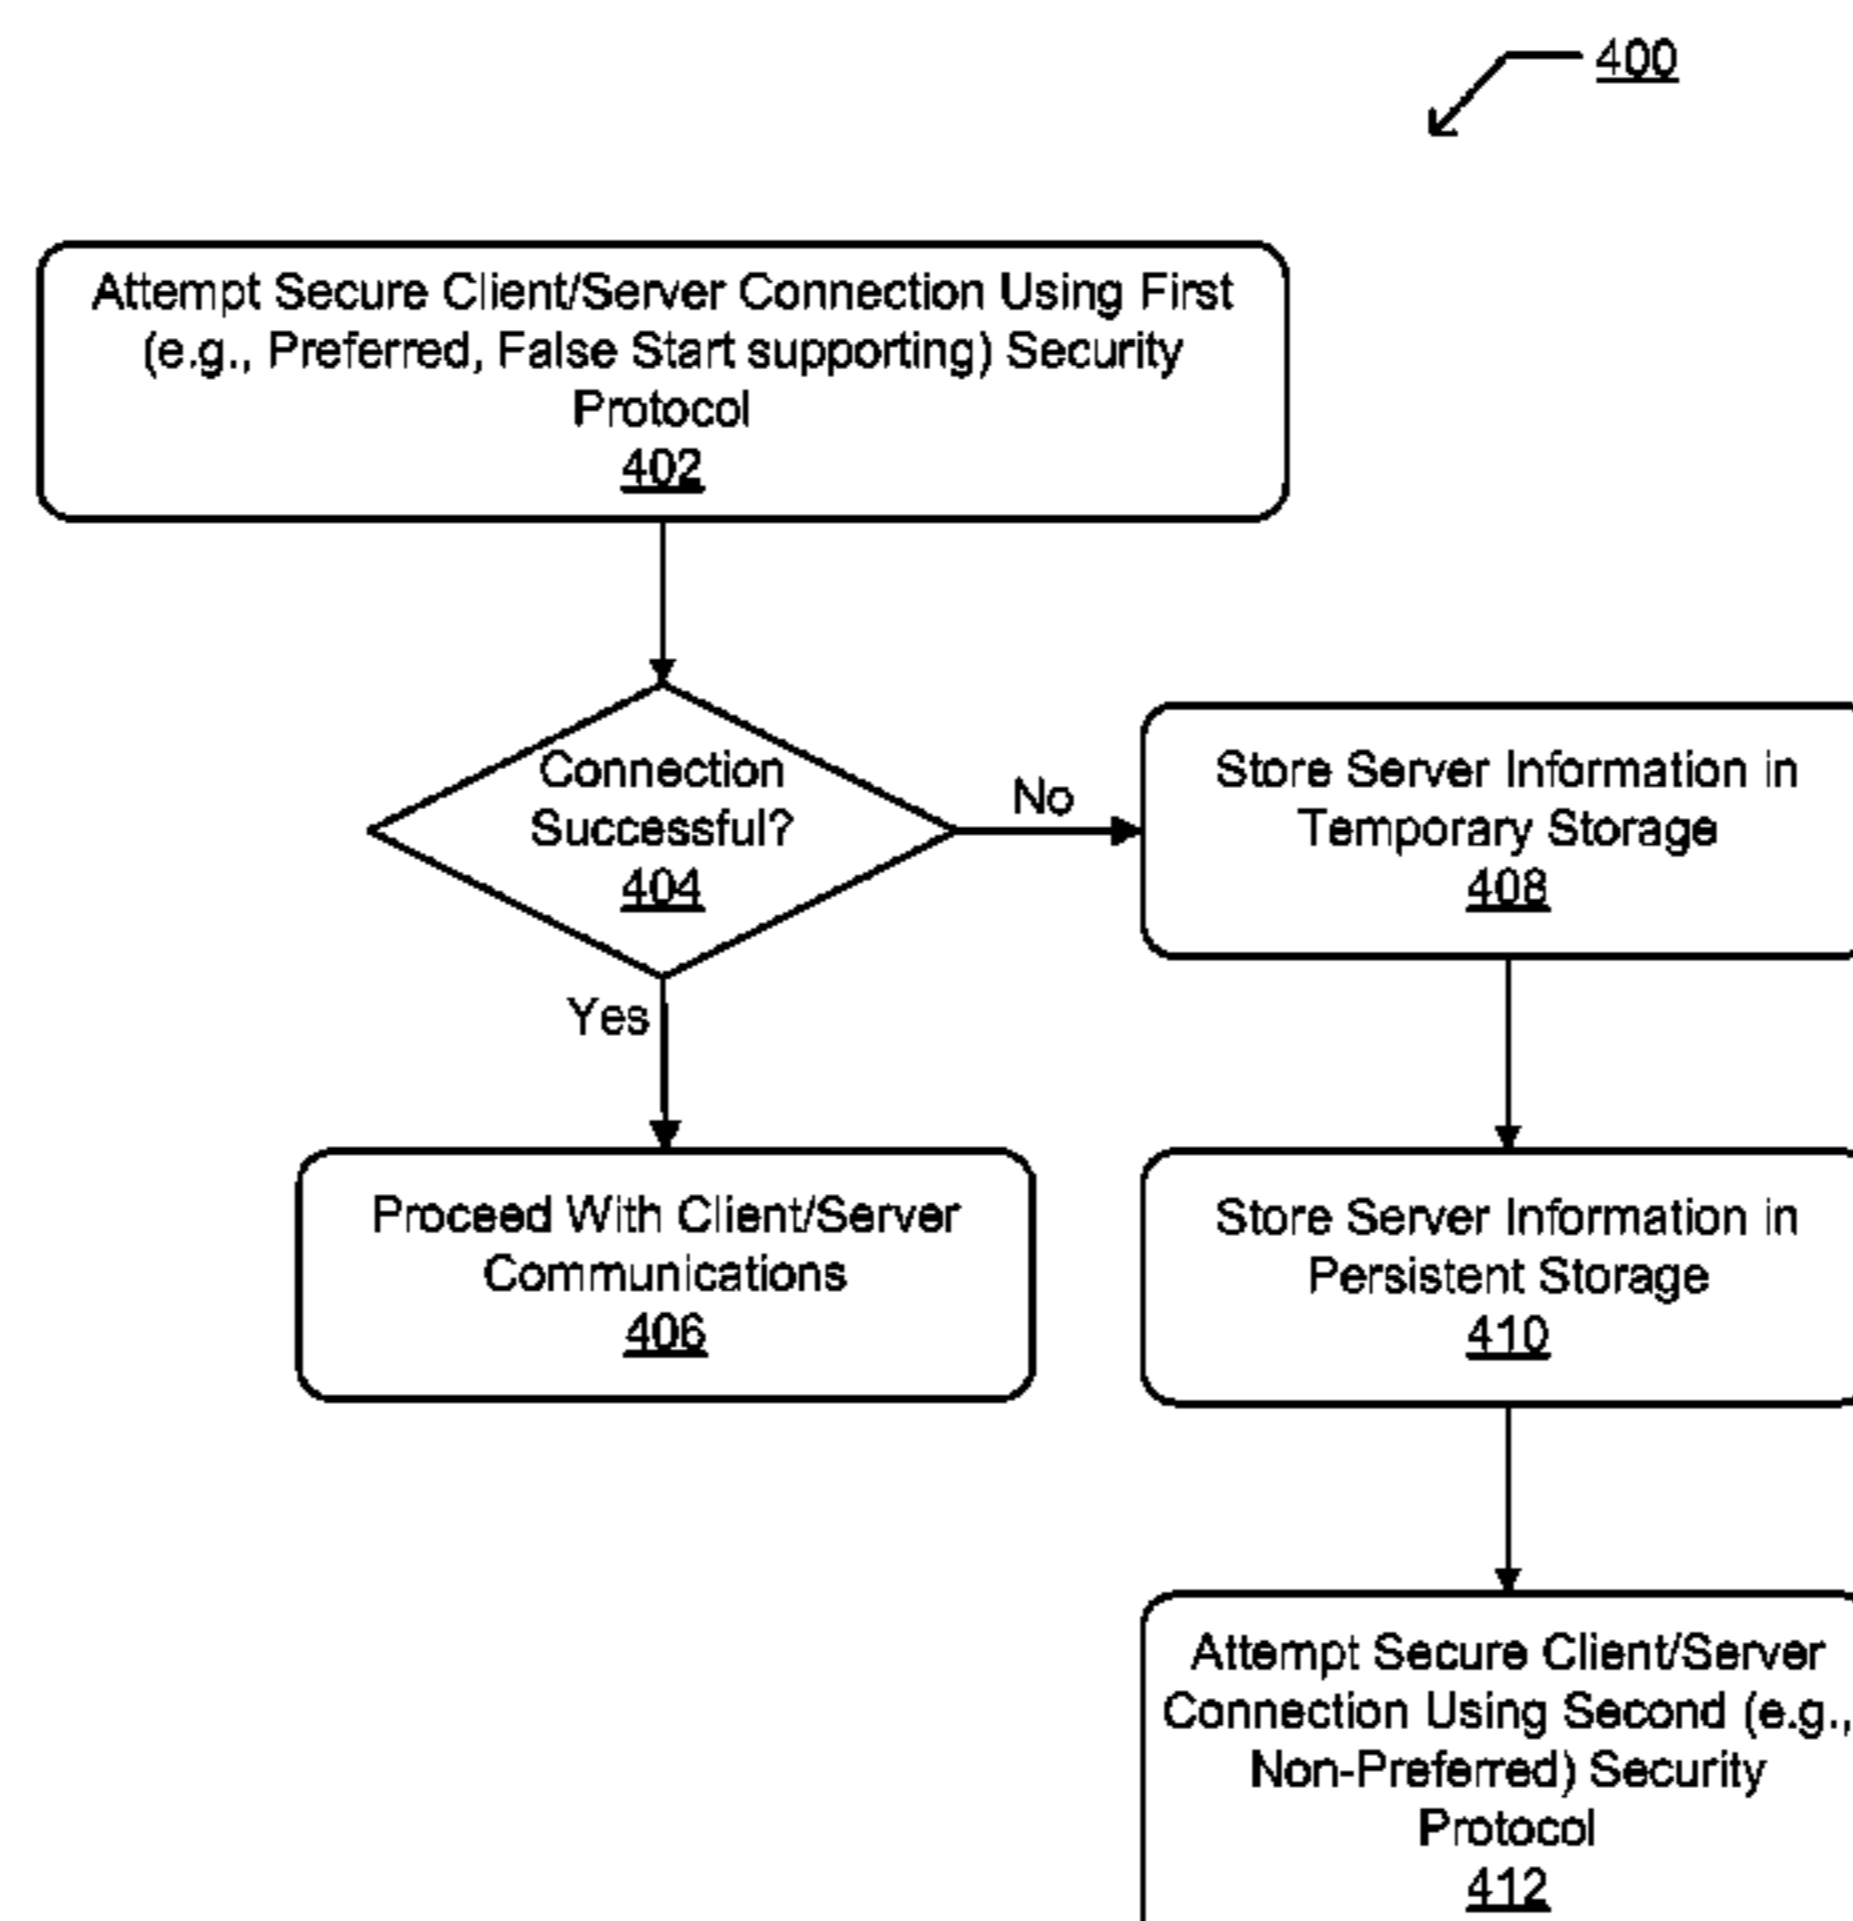 400
Attempt Secure Client/Server Connection Using First
(e.g., Preferred, False Start supporting) Security
Protocol
402
Connection
Successful?
404
No
Store Server Information in
Temporary Storage
408
Yes
Proceed With Client/Server
Communications
406
Store Server Information in
Persistent Storage
410
Attempt Secure Client/Server
Connection Using Second (e.g.,
Non-Preferred) Security
Protocol
412